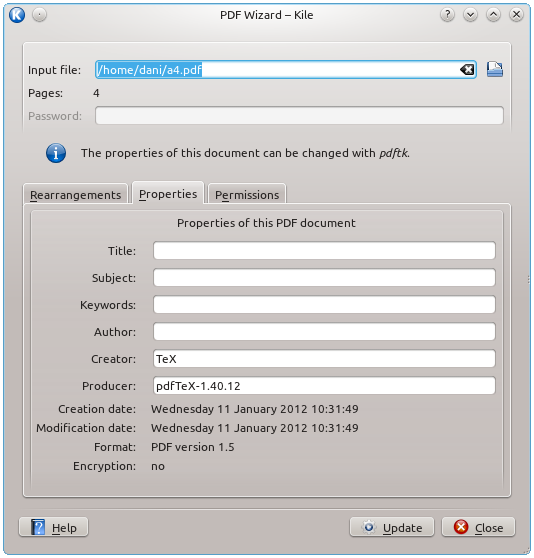 PDF Wizard – Kile
Input file: /home/dani/a4.pdf
Pages: 4
Password:
The properties of this document can be changed with pdftk.
Rearrangements Properties Permissions
Properties of this PDF document
Title:
Subject:
Keywords:
Author:
Creator: TeX
Producer: pdfTeX-1.40.12
Creation date: Wednesday 11 January 2012 10:31:49
Modification date: Wednesday 11 January 2012 10:31:49
Format: PDF version 1.5
Encryption: no
Help Update Close